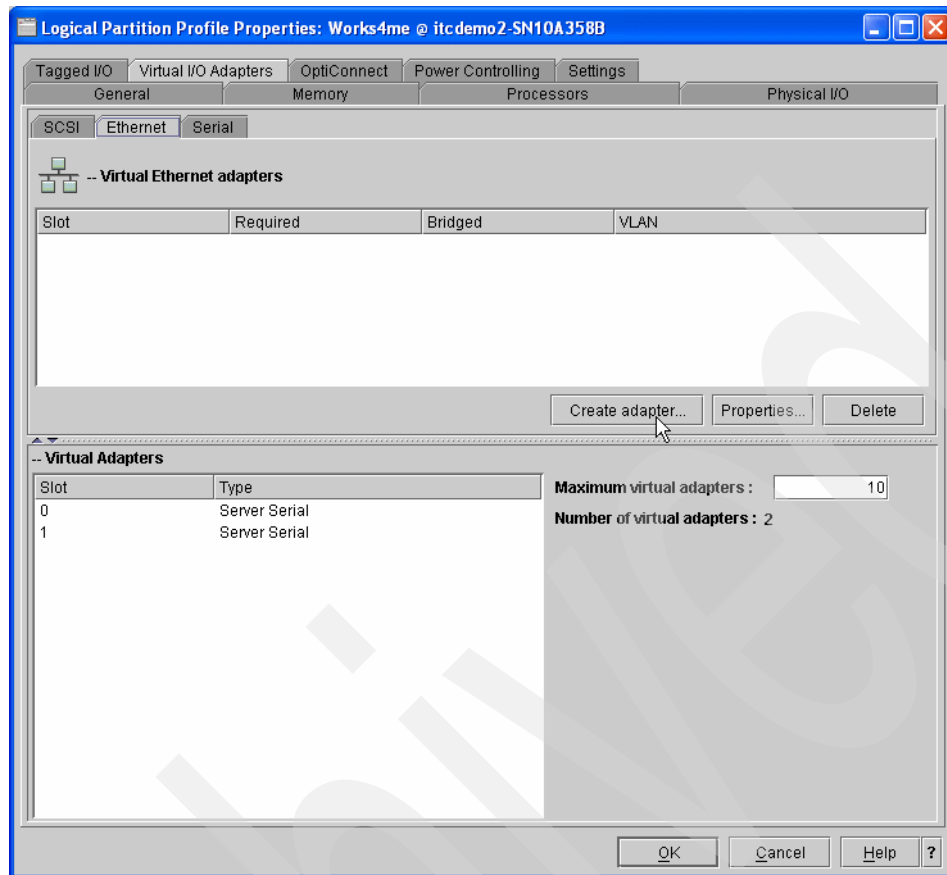 Logical Partition Profile Properties: Works4me @ itcdemo2-SN10A358B
Tagged I/O Virtual I/O Adapters OptiConnect Power Controlling Settings
General Memory Processors Physical I/O
SCSI Ethernet Serial
-- Virtual Ethernet adapters
Slot Required Bridged VLAN
Create adapter... Properties... Delete
-- Virtual Adapters
Slot Type
0 Server Serial
1 Server Serial
Maximum virtual adapters : 10
Number of virtual adapters : 2
OK Cancel Help ?